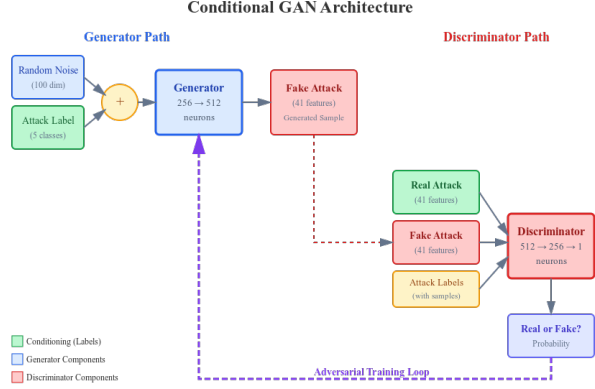 Conditional GAN Architecture
Generator Path
Discriminator Path
Random Noise
(100 dim)
Attack Label
(5 classes)
+
Generator
256 → 512
neurons
Fake Attack
(41 features)
Generated Sample
Real Attack
(41 features)
Fake Attack
(41 features)
Attack Labels
(with samples)
Discriminator
512 → 256 → 1
neurons
Real or Fake?
Probability
Adversarial Training Loop
Conditioning (Labels)
Generator Components
Discriminator Components